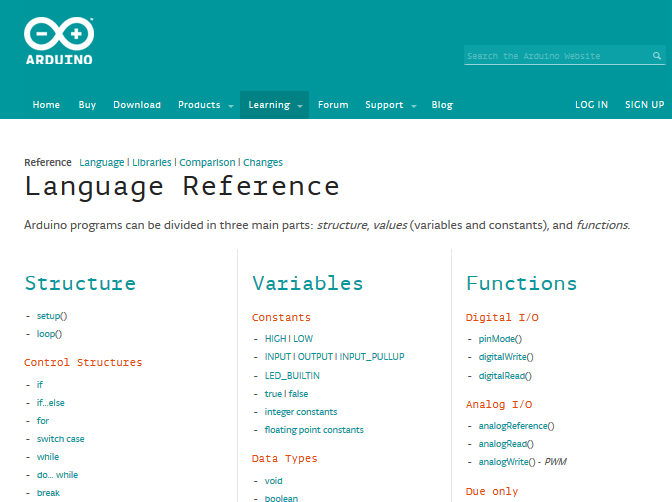 ARDUINO
Search the Arduino Website
Home Buy Download Products Learning Forum Support Blog LOG IN SIGN UP
Reference Language | Libraries | Comparison | Changes
Language Reference
Arduino programs can be divided in three main parts: structure, values (variables and constants), and functions.
Structure
- setup()
- loop()
Control Structures
- if
- if...else
- for
- switch case
- while
- do... while
- break
Variables
Constants
- HIGH | LOW
- INPUT | OUTPUT | INPUT_PULLUP
- LED_BUILTIN
- true | false
- integer constants
- floating point constants
Data Types
- void
- boolean
Functions
Digital I/O
- pinMode()
- digitalWrite()
- digitalRead()
Analog I/O
- analogReference()
- analogRead()
- analogWrite() - PWM
Due only